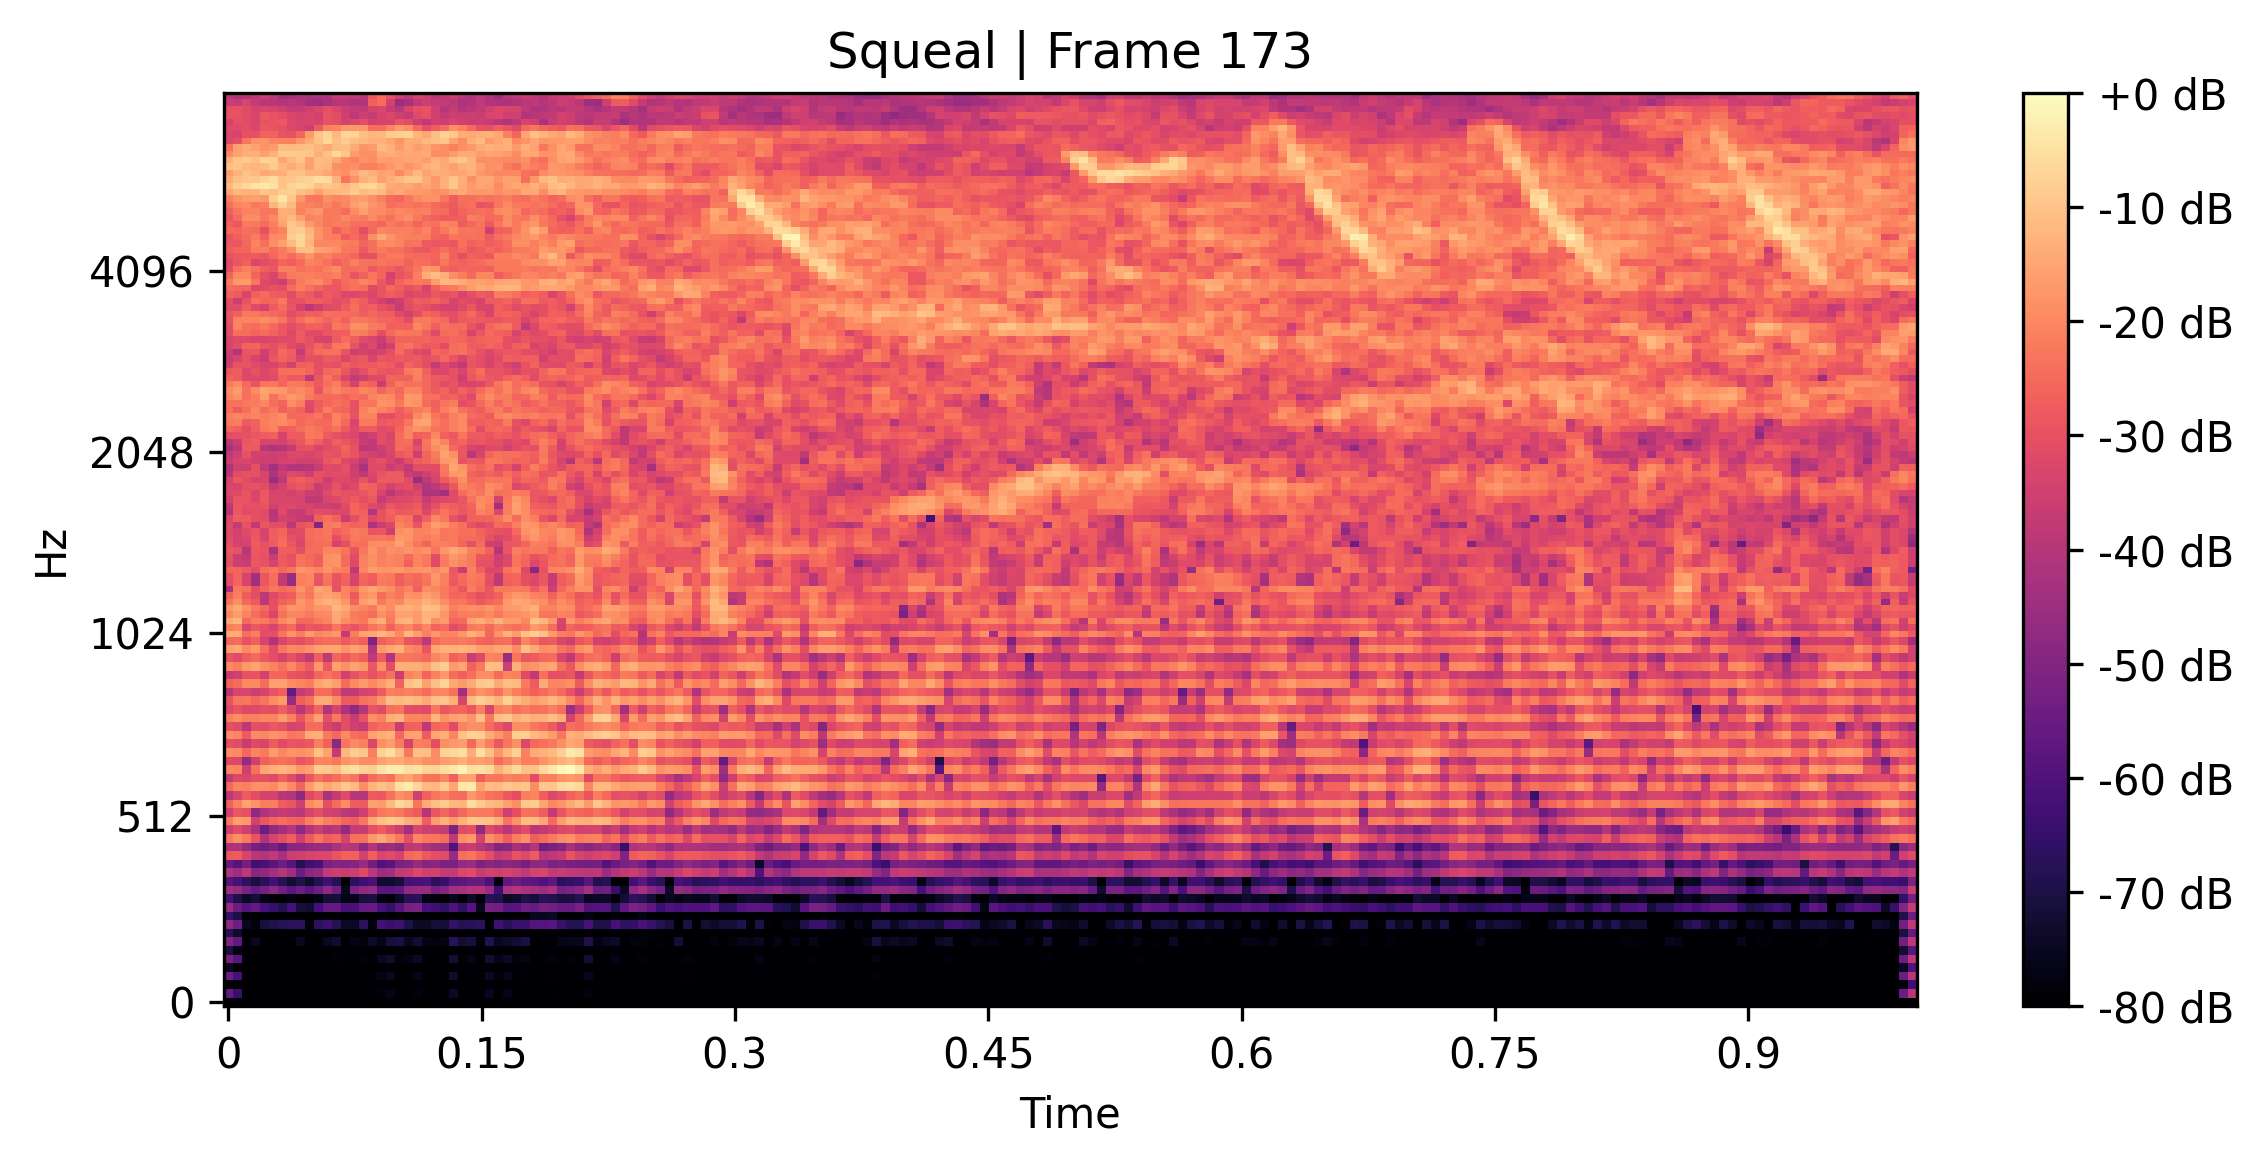 Squeal | Frame 173
Hz
4096
2048
1024
512
0
0 0.15 0.3 0.45 0.6 0.75 0.9
Time
+0 dB
-10 dB
-20 dB
-30 dB
-40 dB
-50 dB
-60 dB
-70 dB
-80 dB